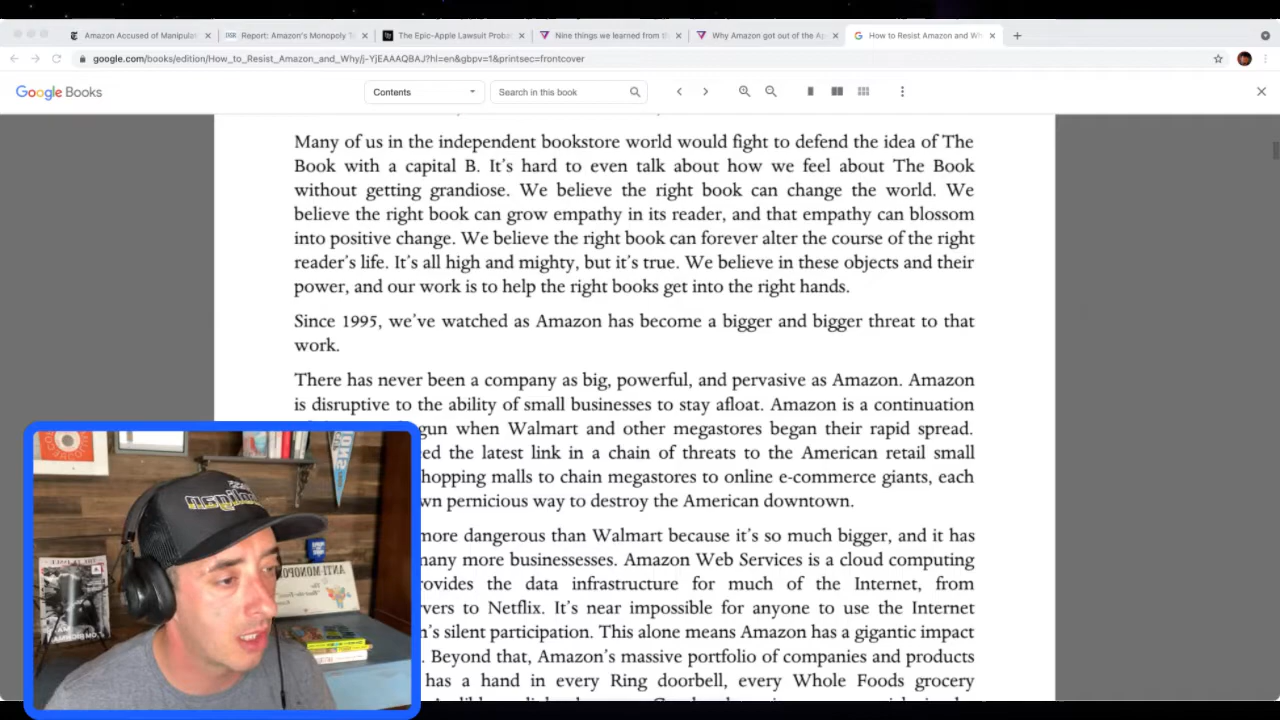 Amazon Accused of Manipulat
Report: Amazon's Monopoly T
The Epic-Apple Lawsuit Probab
Nine things we learned from th
Why Amazon got out of the Ap
How to Resist Amazon and Wh
google.com/books/edition/How_to_Resist_Amazon_and_Why/j-YjEAAAQBAJ?hl=en&gbpv=1&printsec=frontcover
Google Books
Contents
Search in this book
Many of us in the independent bookstore world would fight to defend the idea of The
Book with a capital B. It's hard to even talk about how we feel about The Book
without getting grandiose. We believe the right book can change the world. We
believe the right book can grow empathy in its reader, and that empathy can blossom
into positive change. We believe the right book can forever alter the course of the right
reader's life. It's all high and mighty, but it's true. We believe in these objects and their
power, and our work is to help the right books get into the right hands.
Since 1995, we've watched as Amazon has become a bigger and bigger threat to that
work.
There has never been a company as big, powerful, and pervasive as Amazon. Amazon
is disruptive to the ability of small businesses to stay afloat. Amazon is a continuation
gun when Walmart and other megastores began their rapid spread.
ed the latest link in a chain of threats to the American retail small
hopping malls to chain megastores to online e-commerce giants, each
wn pernicious way to destroy the American downtown.
more dangerous than Walmart because it's so much bigger, and it has
many more businessesses. Amazon Web Services is a cloud computing
rovides the data infrastructure for much of the Internet, from
rvers to Netflix. It's near impossible for anyone to use the Internet
n's silent participation. This alone means Amazon has a gigantic impact
. Beyond that, Amazon's massive portfolio of companies and products
has a hand in every Ring doorbell, every Whole Foods grocery
ANTI-MONOPO